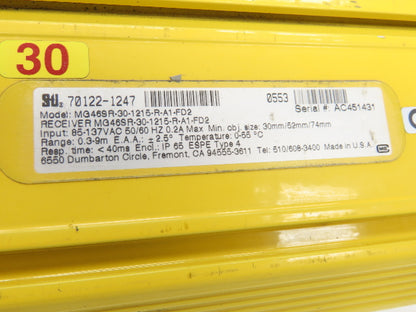 30
STI 70122-1247 0553
Model: MG46SR-30-1215-R-A1-FD2 Serial #: AC451431
RECEIVER MG46SR-30-1215-R-A1-FD2
Input: 85-137VAC 50/60 HZ 0.2A Max Min. obj. size: 30mm/52mm/74mm
Range: 0.3-9m E.A.A.: ±2.5° Temperature: 0-55 °C
Resp. time: < 40ms Encl.: IP 65 ESPE Type 4
6550 Dumbarton Circle, Fremont, CA 94555-3611 Tel: 510/608-3400 Made in U.S.A.